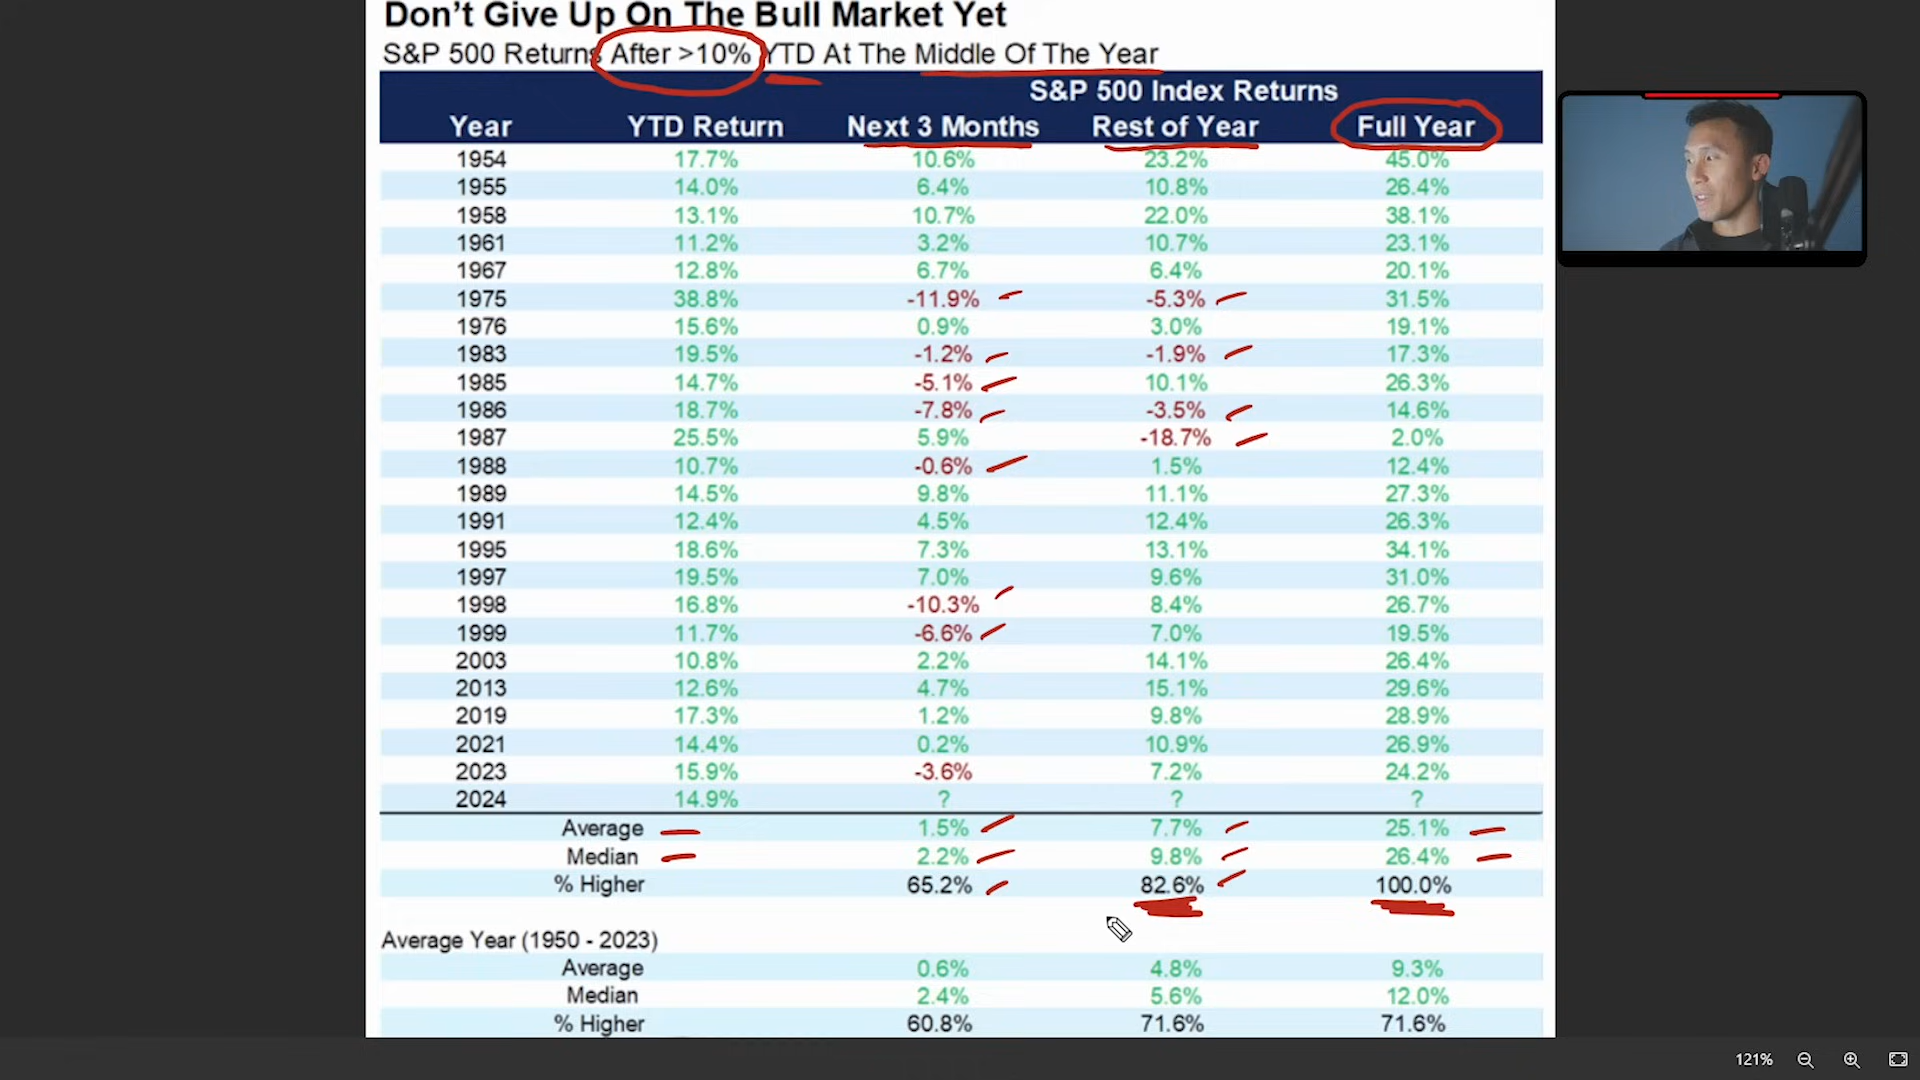 Don't Give Up On The Bull Market Yet
S&P 500 Returns After >10% YTD At The Middle Of The Year
S&P 500 Index Returns
Year YTD Return Next 3 Months Rest of Year Full Year
1954 17.7% 10.6% 23.2% 45.0%
1955 14.0% 6.4% 10.8% 26.4%
1958 13.1% 10.7% 22.0% 38.1%
1961 11.2% 3.2% 10.7% 23.1%
1967 12.8% 6.7% 6.4% 20.1%
1975 38.8% -11.9% -5.3% 31.5%
1976 15.6% 0.9% 3.0% 19.1%
1983 19.5% -1.2% -1.9% 17.3%
1985 14.7% -5.1% 10.1% 26.3%
1986 18.7% -7.8% -3.5% 14.6%
1987 25.5% 5.9% -18.7% 2.0%
1988 10.7% -0.6% 1.5% 12.4%
1989 14.5% 9.8% 11.1% 27.3%
1991 12.4% 4.5% 12.4% 26.3%
1995 18.6% 7.3% 13.1% 34.1%
1997 19.5% 7.0% 9.6% 31.0%
1998 16.8% -10.3% 8.4% 26.7%
1999 11.7% -6.6% 7.0% 19.5%
2003 10.8% 2.2% 14.1% 26.4%
2013 12.6% 4.7% 15.1% 29.6%
2019 17.3% 1.2% 9.8% 28.9%
2021 14.4% 0.2% 10.9% 26.9%
2023 15.9% -3.6% 7.2% 24.2%
2024 14.9% ? ? ?
Average 1.5% 7.7% 25.1%
Median 2.2% 9.8% 26.4%
% Higher 65.2% 82.6% 100.0%
Average Year (1950 - 2023)
Average 0.6% 4.8% 9.3%
Median 2.4% 5.6% 12.0%
% Higher 60.8% 71.6% 71.6%
121%